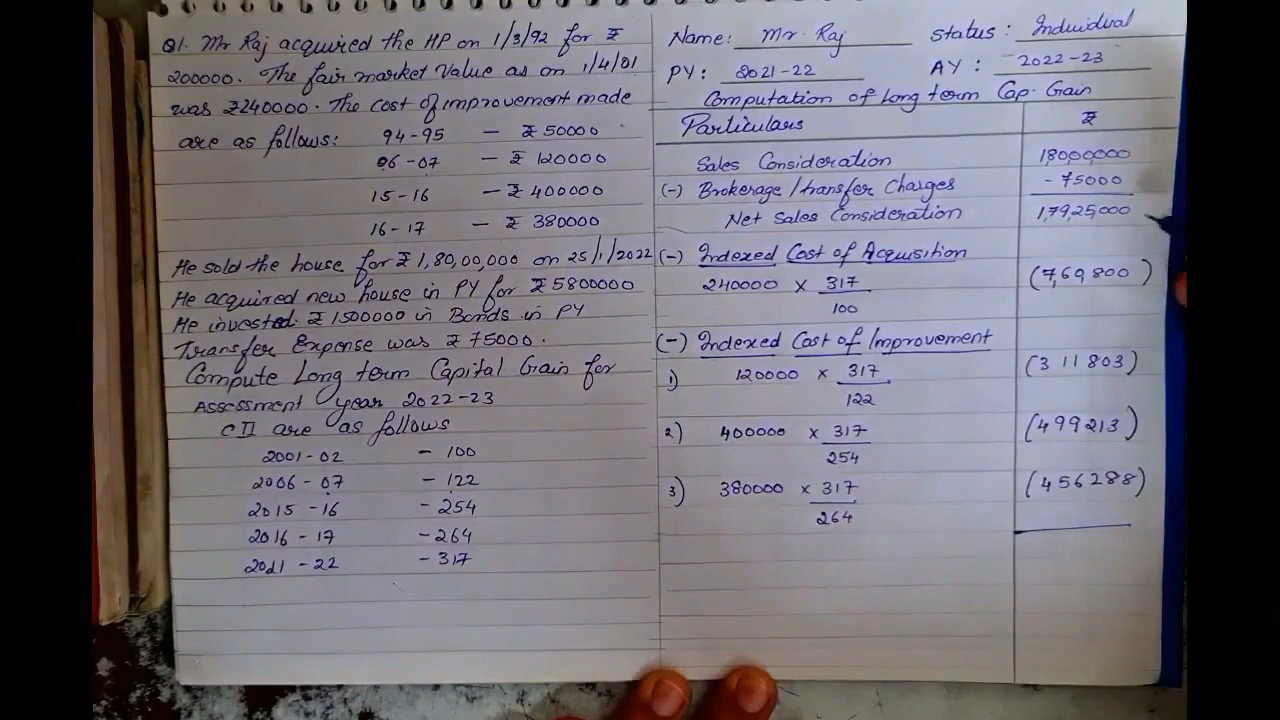 Q1. Mr Raj acquired the HP on 1/3/92 for ₹
200000. The fair market Value as on 1/4/01
was ₹240000. The cost of improvement made
are as follows: 94-95 - ₹ 50000
06-07 - ₹ 120000
15-16 - ₹ 400000
16-17 - ₹ 380000
He sold the house for ₹ 1,80,00,000 on 25/1/2022
He acquired new house in PY for ₹ 5800000
He invested ₹ 1500000 in Bonds in PY
Transfer Expense was ₹ 75000.
Compute Long term Capital Gain for
Assessment year 2022-23
CII are as follows
2001-02 - 100
2006-07 - 122
2015-16 - 254
2016-17 - 264
2021-22 - 317
Name: Mr. Raj Status: Individual
PY: 2021-22 AY: 2022-23
Computation of Long term Cap. Gain
Particulars ₹
Sales Consideration 18000000
(-) Brokerage/transfer Charges - 75000
Net Sales Consideration 1,79,25,000
(-) Indexed Cost of Acquisition
240000 × 317 (7,60,800)
100
(-) Indexed Cost of Improvement
1) 120000 × 317 (311803)
122
2) 400000 × 317 (499213)
254
3) 380000 × 317 (456288)
264